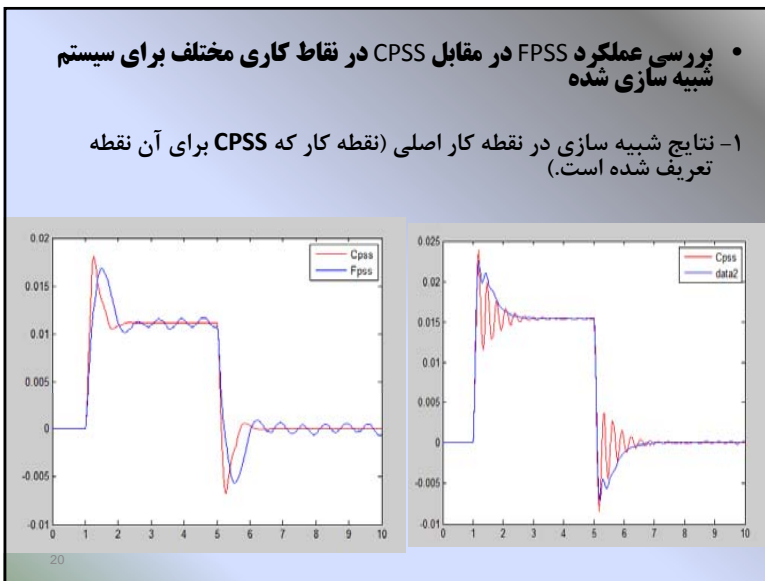 • بررسی عملکرد FPSS در مقابل CPSS در نقاط کاری مختلف برای سیستم
شبیه سازی شده
۱- نتایج شبیه سازی در نقطه کار اصلی (نقطه کار که CPSS برای آن نقطه
تعریف شده است.)
0.02
0.015
0.01
0.005
0
-0.005
-0.01
0 1 2 3 4 5 6 7 8 9 10
Cpss
Fpss
0.025
0.02
0.015
0.01
0.005
0
-0.005
-0.01
0 1 2 3 4 5 6 7 8 9 10
Cpss
data2
20